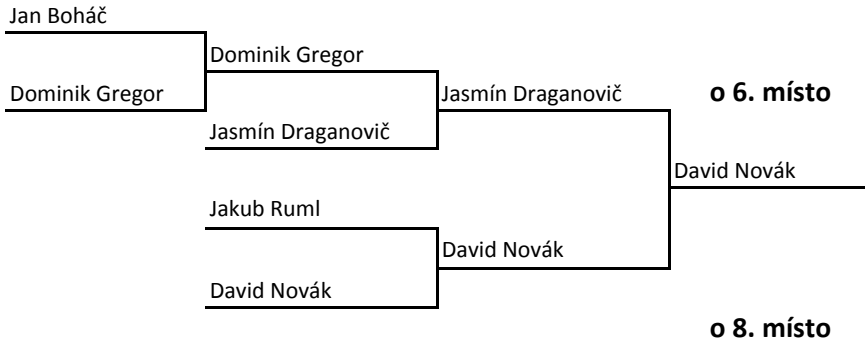 Jan Boháč
Dominik Gregor
Dominik Gregor
Jasmín Draganovič
o 6. místo
Jasmín Draganovič
David Novák
Jakub Ruml
David Novák
David Novák
o 8. místo